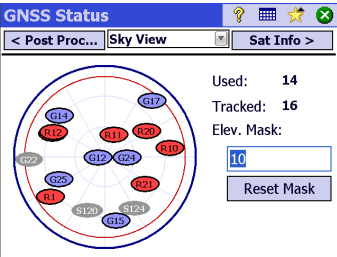 GNSS Status
?
< Post Proc...
Sky View
Sat Info >
Used: 14
Tracked: 16
Elev. Mask:
10
Reset Mask
G17
G14
R12
R11
R20
R10
G22
G12
G24
G25
R21
R1
S120
S124
G15